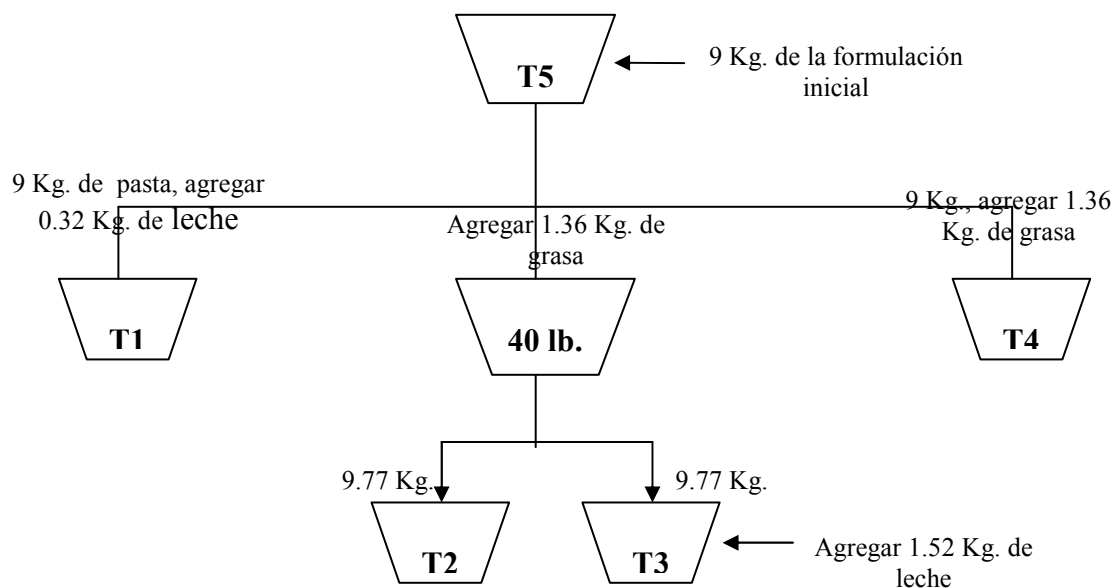 T5
9 Kg. de la formulación
inicial
9 Kg. de pasta, agregar
0.32 Kg. de leche
Agregar 1.36 Kg. de
grasa
9 Kg., agregar 1.36
Kg. de grasa
T1
40 lb.
T4
9.77 Kg.
9.77 Kg.
T2
T3
Agregar 1.52 Kg. de
leche